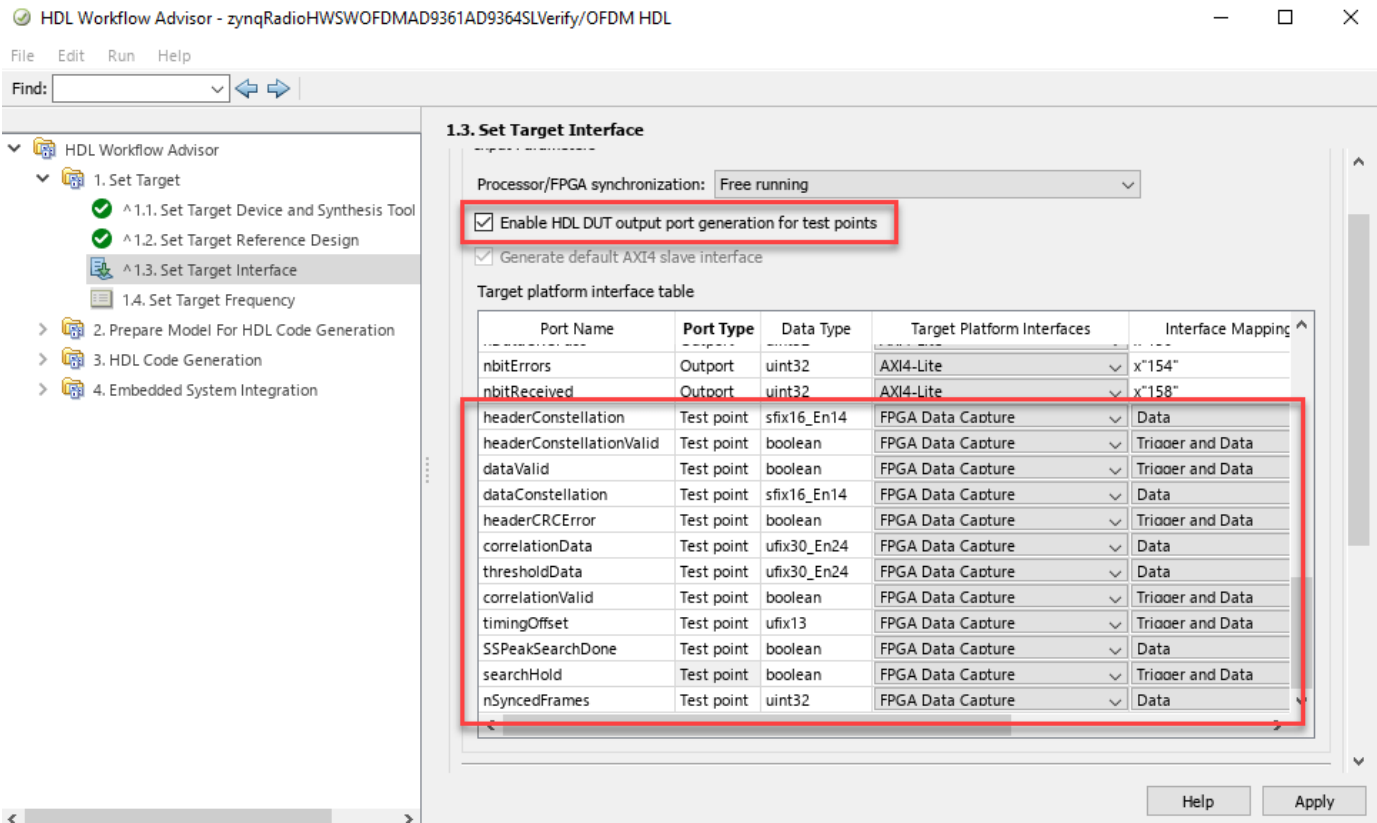 HDL Workflow Advisor - zynqRadioHWSWOFDMAD9361AD9364SLVerify/OFDM HDL
File Edit Run Help
Find:
HDL Workflow Advisor
1. Set Target
^1.1. Set Target Device and Synthesis Tool
^1.2. Set Target Reference Design
^1.3. Set Target Interface
1.4. Set Target Frequency
2. Prepare Model For HDL Code Generation
3. HDL Code Generation
4. Embedded System Integration
1.3. Set Target Interface
Processor/FPGA synchronization: Free running
Enable HDL DUT output port generation for test points
Generate default AXI4 slave interface
Target platform interface table
Port Name Port Type Data Type Target Platform Interfaces Interface Mapping
nbitErrors Outport uint32 AXI4-Lite x"154"
nbitReceived Outport uint32 AXI4-Lite x"158"
headerConstellation Test point sfix16_En14 FPGA Data Capture Data
headerConstellationValid Test point boolean FPGA Data Capture Trigger and Data
dataValid Test point boolean FPGA Data Capture Trigger and Data
dataConstellation Test point sfix16_En14 FPGA Data Capture Data
headerCRCError Test point boolean FPGA Data Capture Trigger and Data
correlationData Test point ufix30_En24 FPGA Data Capture Data
thresholdData Test point ufix30_En24 FPGA Data Capture Data
correlationValid Test point boolean FPGA Data Capture Trigger and Data
timingOffset Test point ufix13 FPGA Data Capture Trigger and Data
SSPeakSearchDone Test point boolean FPGA Data Capture Data
searchHold Test point boolean FPGA Data Capture Trigger and Data
nSyncedFrames Test point uint32 FPGA Data Capture Data
Help Apply